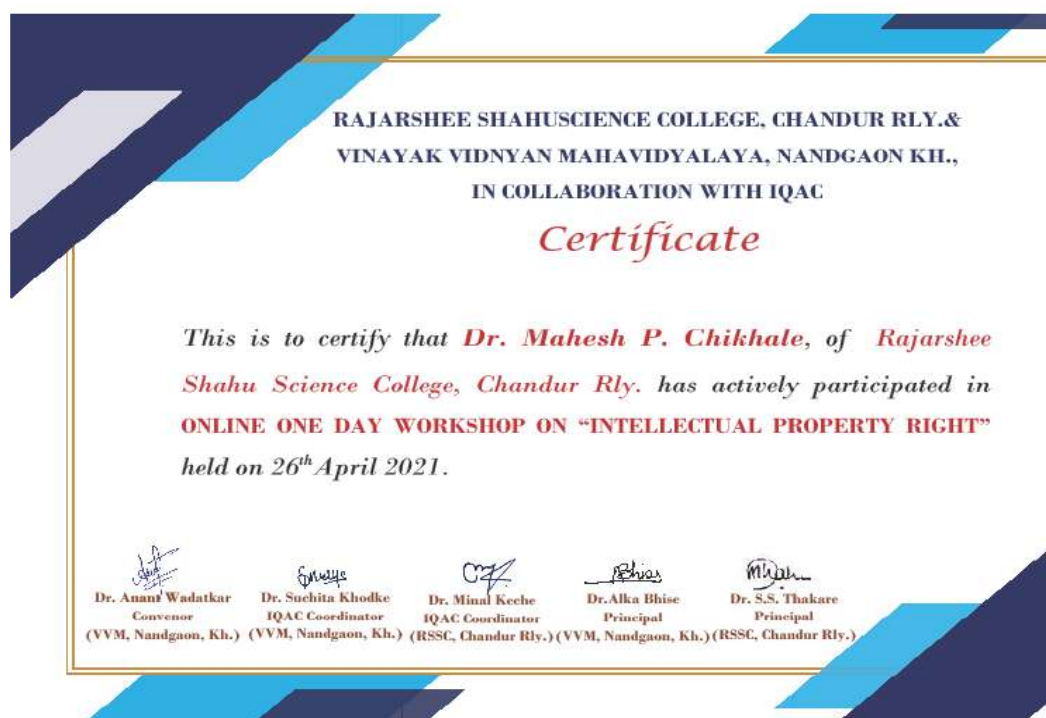 RAJARSHEE SHAHUSCIENCE COLLEGE, CHANDUR RLY.&
VINAYAK VIDNYAN MAHAVIDYALAYA, NANDGAON KH.,
IN COLLABORATION WITH IQAC
Certificate
This is to certify that Dr. Mahesh P. Chikhale, of Rajarshee
Shahu Science College, Chandur Rly. has actively participated in
ONLINE ONE DAY WORKSHOP ON “INTELLECTUAL PROPERTY RIGHT”
held on 26th April 2021.
Dr. Anant Wadatkar Dr. Suchita Khodke Dr. Minal Keche Dr.Alka Bhise Dr. S.S. Thakare
Convenor IQAC Coordinator IQAC Coordinator Principal Principal
(VVM, Nandgaon, Kh.) (VVM, Nandgaon, Kh.) (RSSC, Chandur Rly.) (VVM, Nandgaon, Kh.) (RSSC, Chandur Rly.)